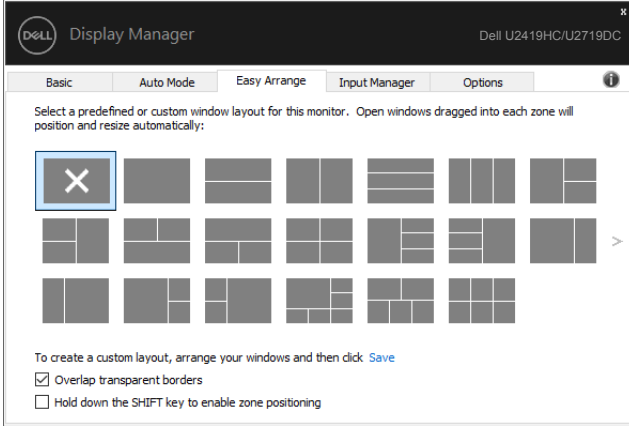 x
DELL Display Manager
Dell U2419HC/U2719DC
Basic Auto Mode Easy Arrange Input Manager Options
Select a predefined or custom window layout for this monitor. Open windows dragged into each zone will
position and resize automatically:
To create a custom layout, arrange your windows and then click Save
Overlap transparent borders
Hold down the SHIFT key to enable zone positioning